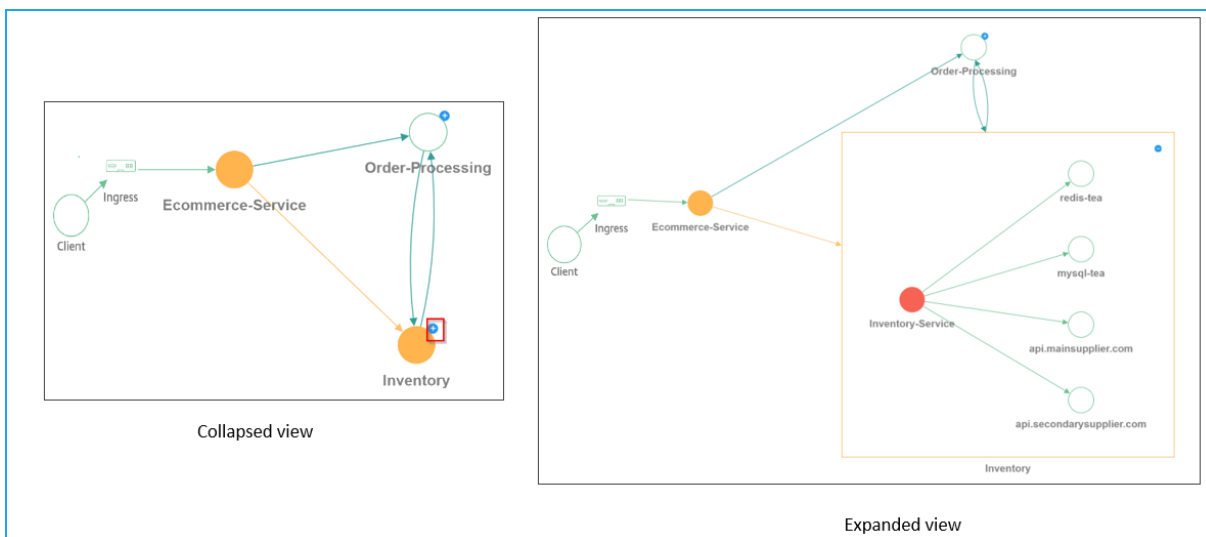 Order-Processing
Ingress
Ecommerce-Service
Client
Inventory
Collapsed view
Order-Processing
redis-tea
Ingress
Ecommerce-Service
Client
mysql-tea
Inventory-Service
api.mainsupplier.com
api.secondarysupplier.com
Inventory
Expanded view